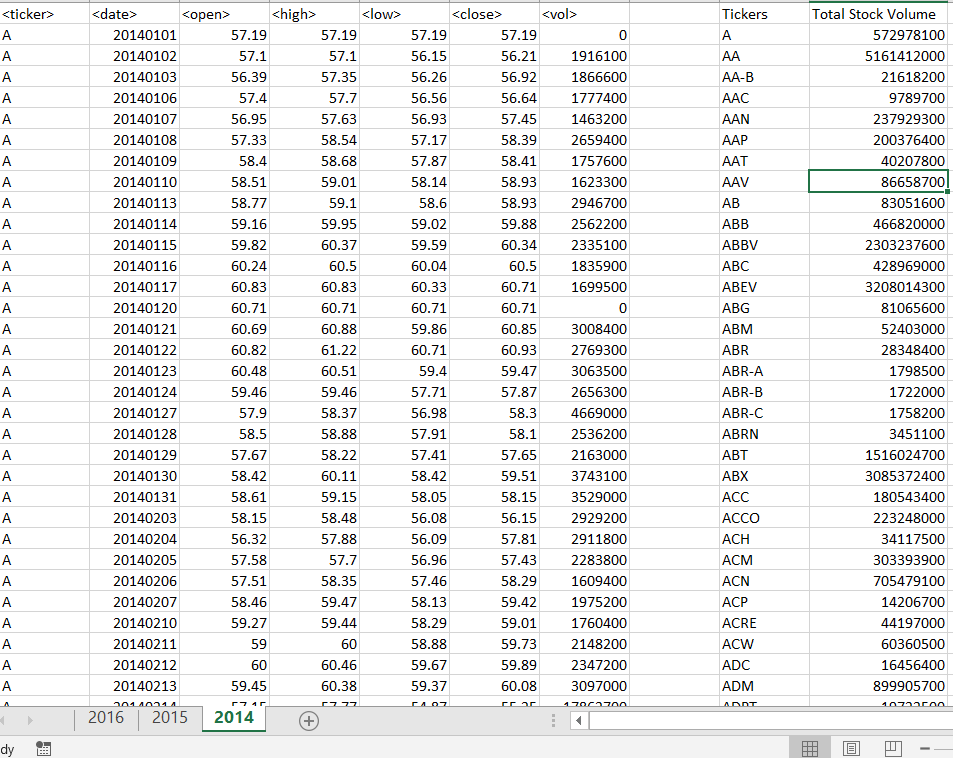 <ticker> <date> <open> <high> <low> <close> <vol> Tickers Total Stock Volume
A 20140101 57.19 57.19 57.19 57.19 0 A 572978100
A 20140102 57.1 57.1 56.15 56.21 1916100 AA 5161412000
A 20140103 56.39 57.35 56.26 56.92 1866600 AA-B 21618200
A 20140106 57.4 57.7 56.56 56.64 1777400 AAC 9789700
A 20140107 56.95 57.63 56.93 57.45 1463200 AAN 237929300
A 20140108 57.33 58.54 57.17 58.39 2659400 AAP 200376400
A 20140109 58.4 58.68 57.87 58.41 1757600 AAT 40207800
A 20140110 58.51 59.01 58.14 58.93 1623300 AAV 86658700
A 20140113 58.77 59.1 58.6 58.93 2946700 AB 83051600
A 20140114 59.16 59.95 59.02 59.88 2562200 ABB 466820000
A 20140115 59.82 60.37 59.59 60.34 2335100 ABBV 2303237600
A 20140116 60.24 60.5 60.04 60.5 1835900 ABC 428969000
A 20140117 60.83 60.83 60.33 60.71 1699500 ABEV 3208014300
A 20140120 60.71 60.71 60.71 60.71 0 ABG 81065600
A 20140121 60.69 60.88 59.86 60.85 3008400 ABM 52403000
A 20140122 60.82 61.22 60.71 60.93 2769300 ABR 28348400
A 20140123 60.48 60.51 59.4 59.47 3063500 ABR-A 1798500
A 20140124 59.46 59.46 57.71 57.87 2656300 ABR-B 1722000
A 20140127 57.9 58.37 56.98 58.3 4669000 ABR-C 1758200
A 20140128 58.5 58.88 57.91 58.1 2536200 ABRN 3451100
A 20140129 57.67 58.22 57.41 57.65 2163000 ABT 1516024700
A 20140130 58.42 60.11 58.42 59.51 3743100 ABX 3085372400
A 20140131 58.61 59.15 58.05 58.15 3529000 ACC 180543400
A 20140203 58.15 58.48 56.08 56.15 2929200 ACCO 223248000
A 20140204 56.32 57.88 56.09 57.81 2911800 ACH 34117500
A 20140205 57.58 57.7 56.96 57.43 2283800 ACM 303393900
A 20140206 57.51 58.35 57.46 58.29 1609400 ACN 705479100
A 20140207 58.46 59.47 58.13 59.42 1975200 ACP 14206700
A 20140210 59.27 59.44 58.29 59.01 1760400 ACRE 44197000
A 20140211 59 60 58.88 59.73 2148200 ACW 60360500
A 20140212 60 60.46 59.67 59.89 2347200 ADC 16456400
A 20140213 59.45 60.38 59.37 60.08 3097000 ADM 899905700
2016 2015 2014
dy